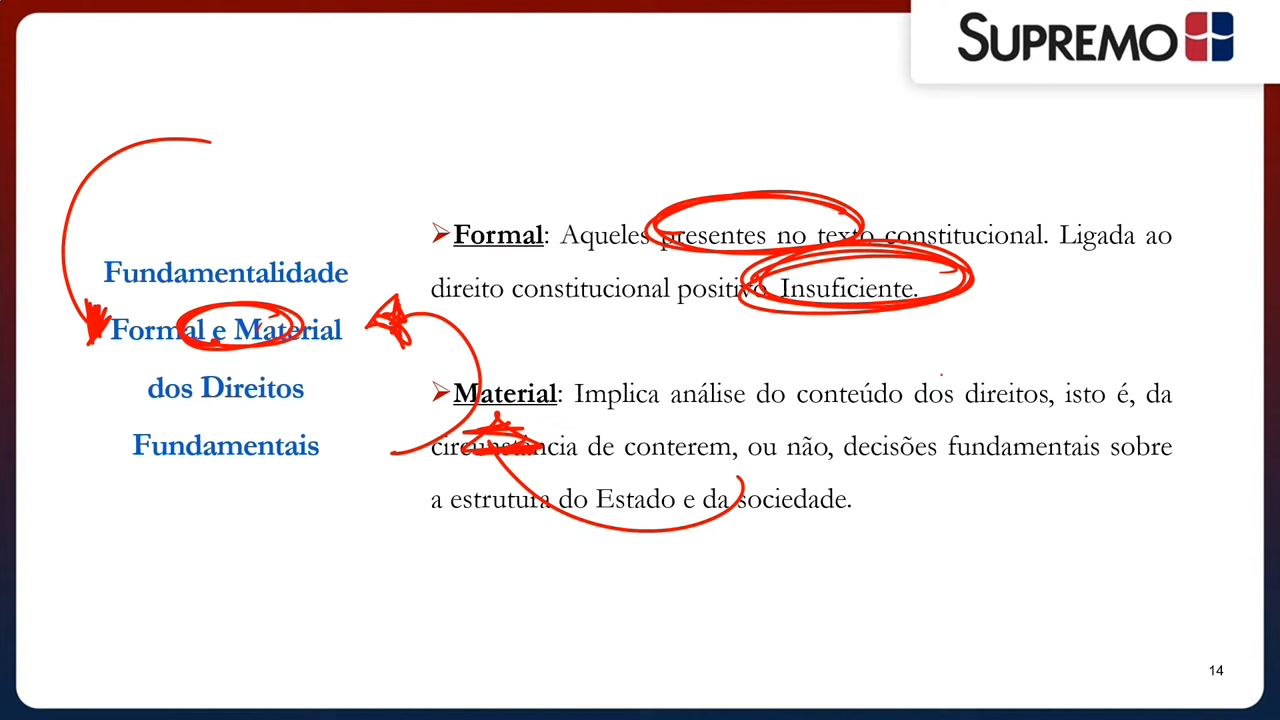 SUPREMO
Fundamentalidade
Formal e Material
dos Direitos
Fundamentais
Formal: Aqueles presentes no texto constitucional. Ligada ao
direito constitucional positivo. Insuficiente.
Material: Implica análise do conteúdo dos direitos, isto é, da
circunstância de conterem, ou não, decisões fundamentais sobre
a estrutura do Estado e da sociedade.
14